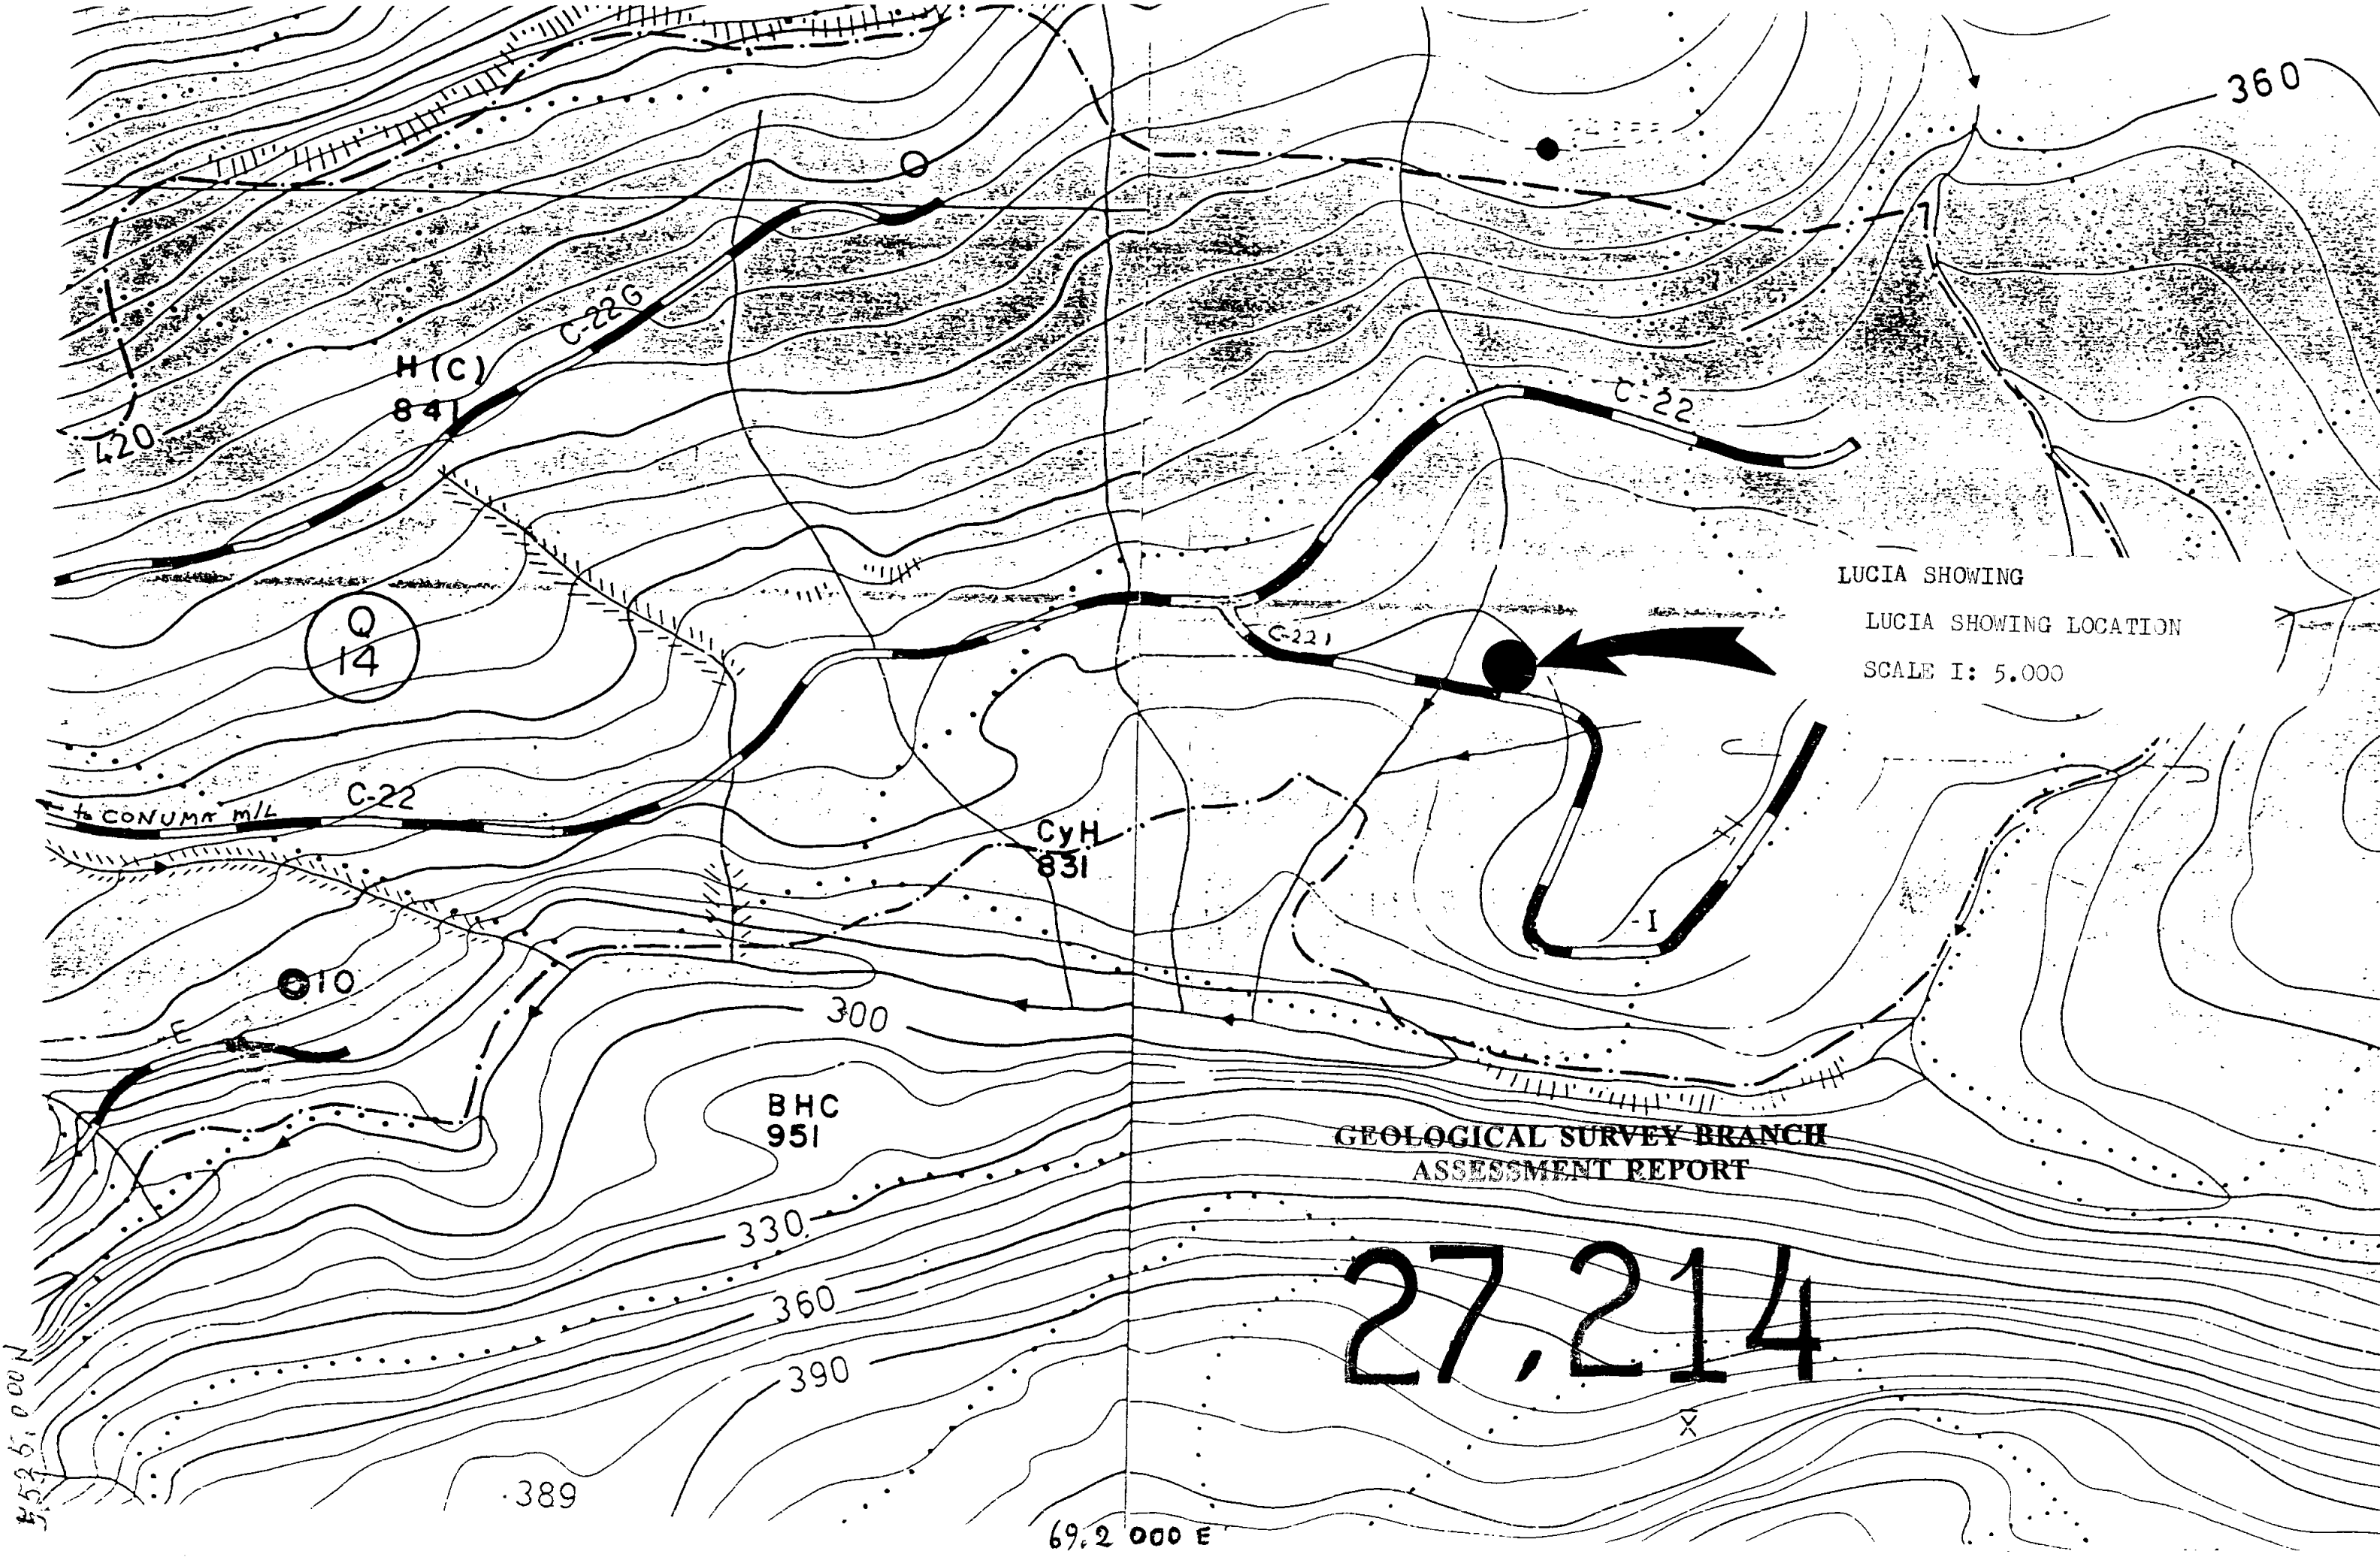 360
O
C-22G
H (C)
841
C-22
420
LUCIA SHOWING
LUCIA SHOWING LOCATION
SCALE I: 5.000
Q
14
C-221
C-22
to CONUMA M/L
CyH
831
-I
10
E
300
BHC
951
GEOLOGICAL SURVEY BRANCH
ASSESSMENT REPORT
330
27,214
360
390
.389
69.2 000 E